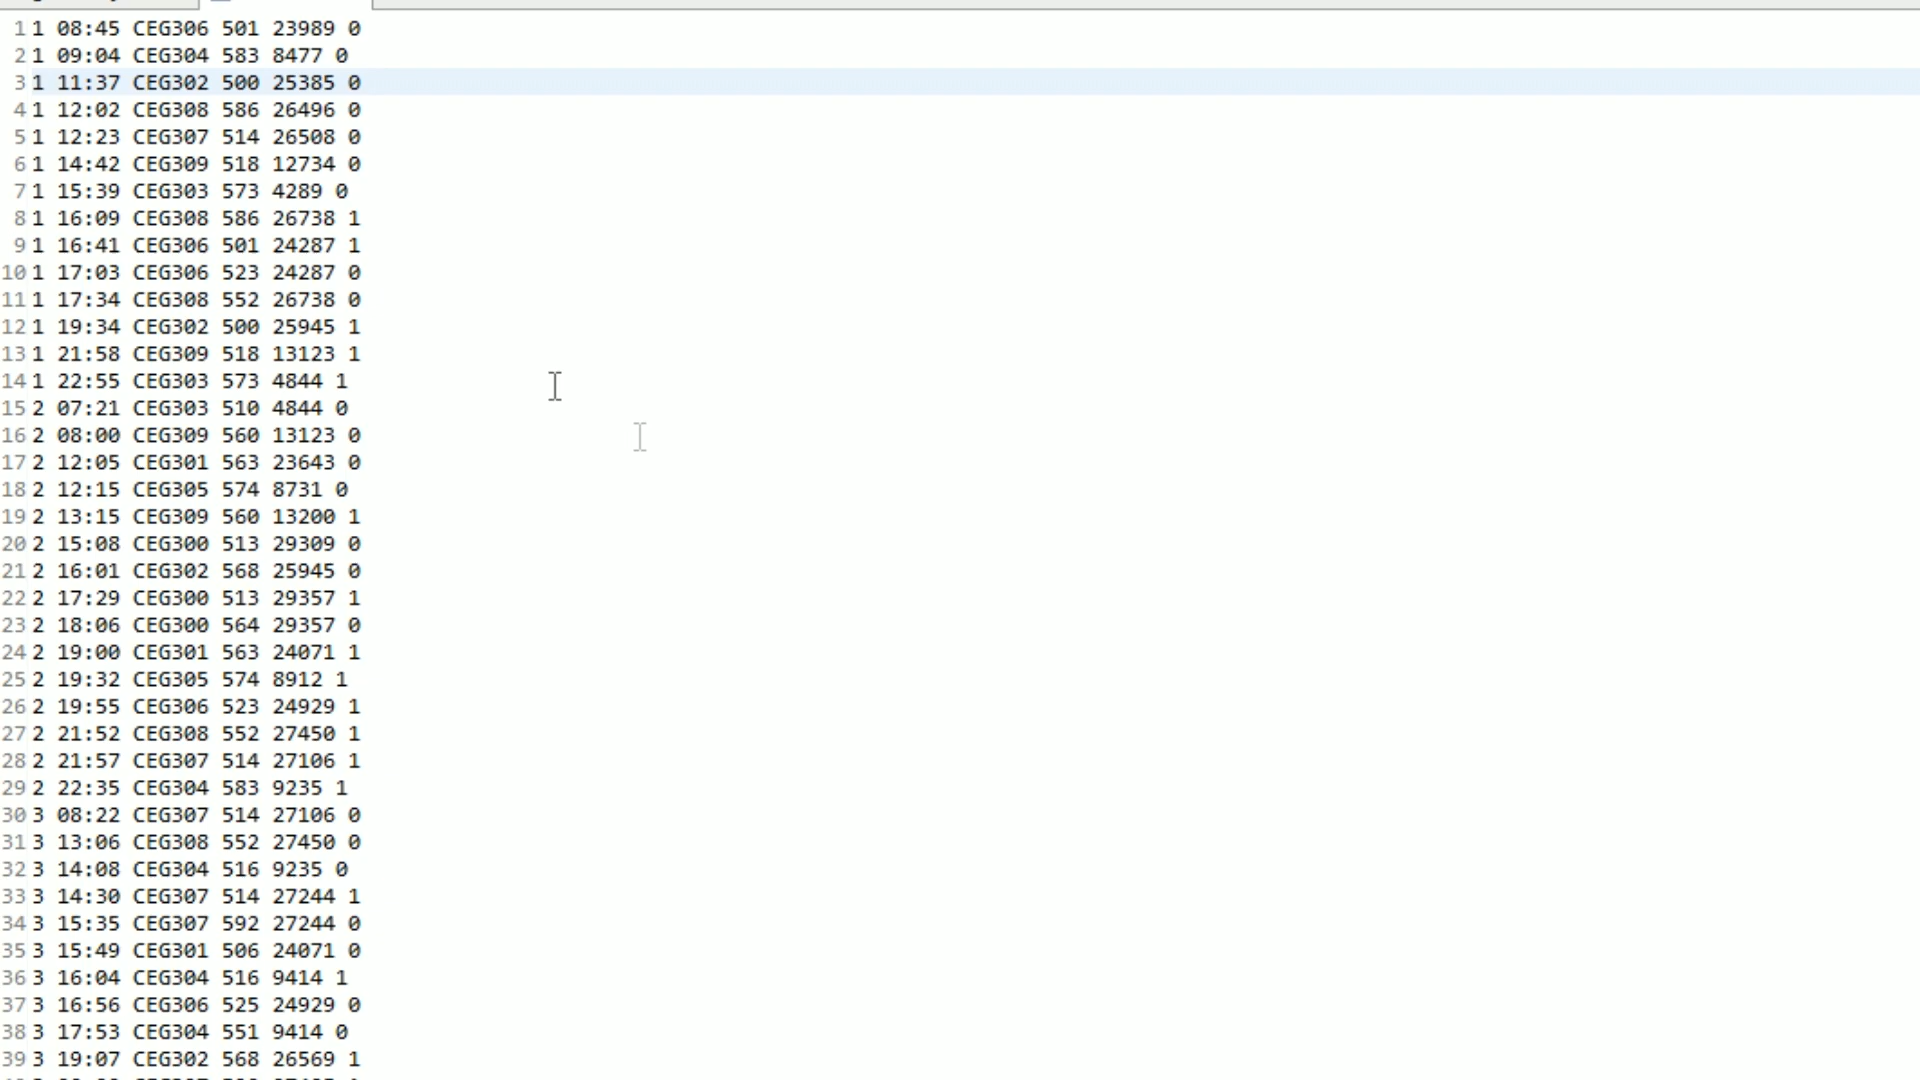 1 1 08:45 CEG306 501 23989 0
2 1 09:04 CEG304 583 8477 0
3 1 11:37 CEG302 500 25385 0
4 1 12:02 CEG308 586 26496 0
5 1 12:23 CEG307 514 26508 0
6 1 14:42 CEG309 518 12734 0
7 1 15:39 CEG303 573 4289 0
8 1 16:09 CEG308 586 26738 1
9 1 16:41 CEG306 501 24287 1
10 1 17:03 CEG306 523 24287 0
11 1 17:34 CEG308 552 26738 0
12 1 19:34 CEG302 500 25945 1
13 1 21:58 CEG309 518 13123 1
14 1 22:55 CEG303 573 4844 1
15 2 07:21 CEG303 510 4844 0
16 2 08:00 CEG309 560 13123 0
17 2 12:05 CEG301 563 23643 0
18 2 12:15 CEG305 574 8731 0
19 2 13:15 CEG309 560 13200 1
20 2 15:08 CEG300 513 29309 0
21 2 16:01 CEG302 568 25945 0
22 2 17:29 CEG300 513 29357 1
23 2 18:06 CEG300 564 29357 0
24 2 19:00 CEG301 563 24071 1
25 2 19:32 CEG305 574 8912 1
26 2 19:55 CEG306 523 24929 1
27 2 21:52 CEG308 552 27450 1
28 2 21:57 CEG307 514 27106 1
29 2 22:35 CEG304 583 9235 1
30 3 08:22 CEG307 514 27106 0
31 3 13:06 CEG308 552 27450 0
32 3 14:08 CEG304 516 9235 0
33 3 14:30 CEG307 514 27244 1
34 3 15:35 CEG307 592 27244 0
35 3 15:49 CEG301 506 24071 0
36 3 16:04 CEG304 516 9414 1
37 3 16:56 CEG306 525 24929 0
38 3 17:53 CEG304 551 9414 0
39 3 19:07 CEG302 568 26569 1